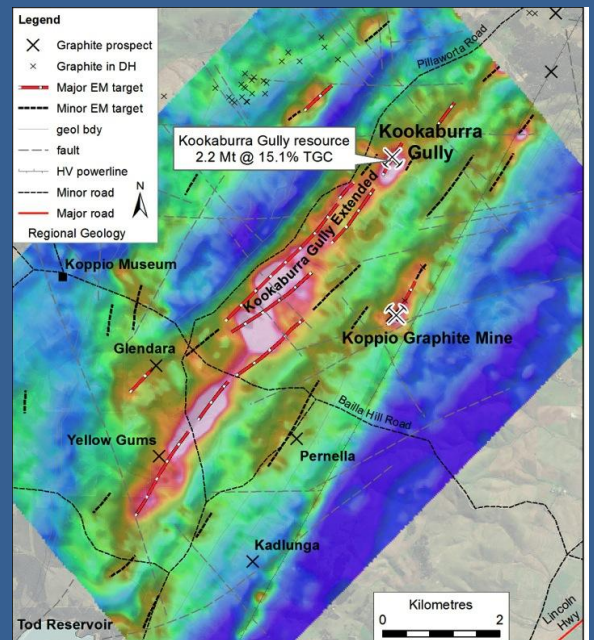 Legend
Graphite prospect
Graphite in DH
Major EM target
Minor EM target
geol bdy
fault
HV powerline
Minor road
Major road
N
Regional Geology
Pillaworta Road
Kookaburra
Gully
Kookaburra Gully resource
2.2 Mt @ 15.1% TGC
Kookaburra Gully Extended
Koppio Museum
Koppio Graphite Mine
Glendara
Bailla Hill Road
Yellow Gums
Pernella
Kadlunga
Tod Reservoir
Kilometres
0 2
Lincoln
Hwy